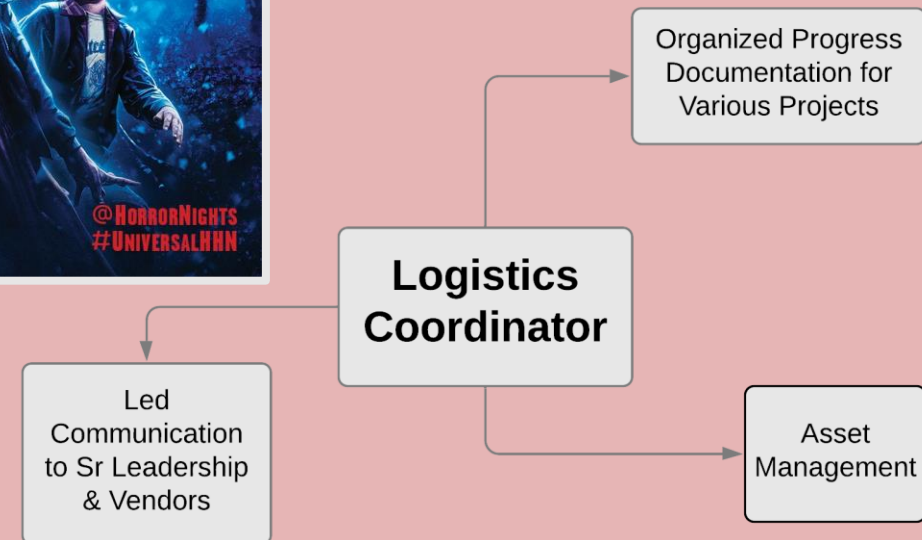 Organized Progress
Documentation for
Various Projects
@HorrorNights
#UniversalHHN
Logistics
Coordinator
Led
Communication
to Sr Leadership
& Vendors
Asset
Management